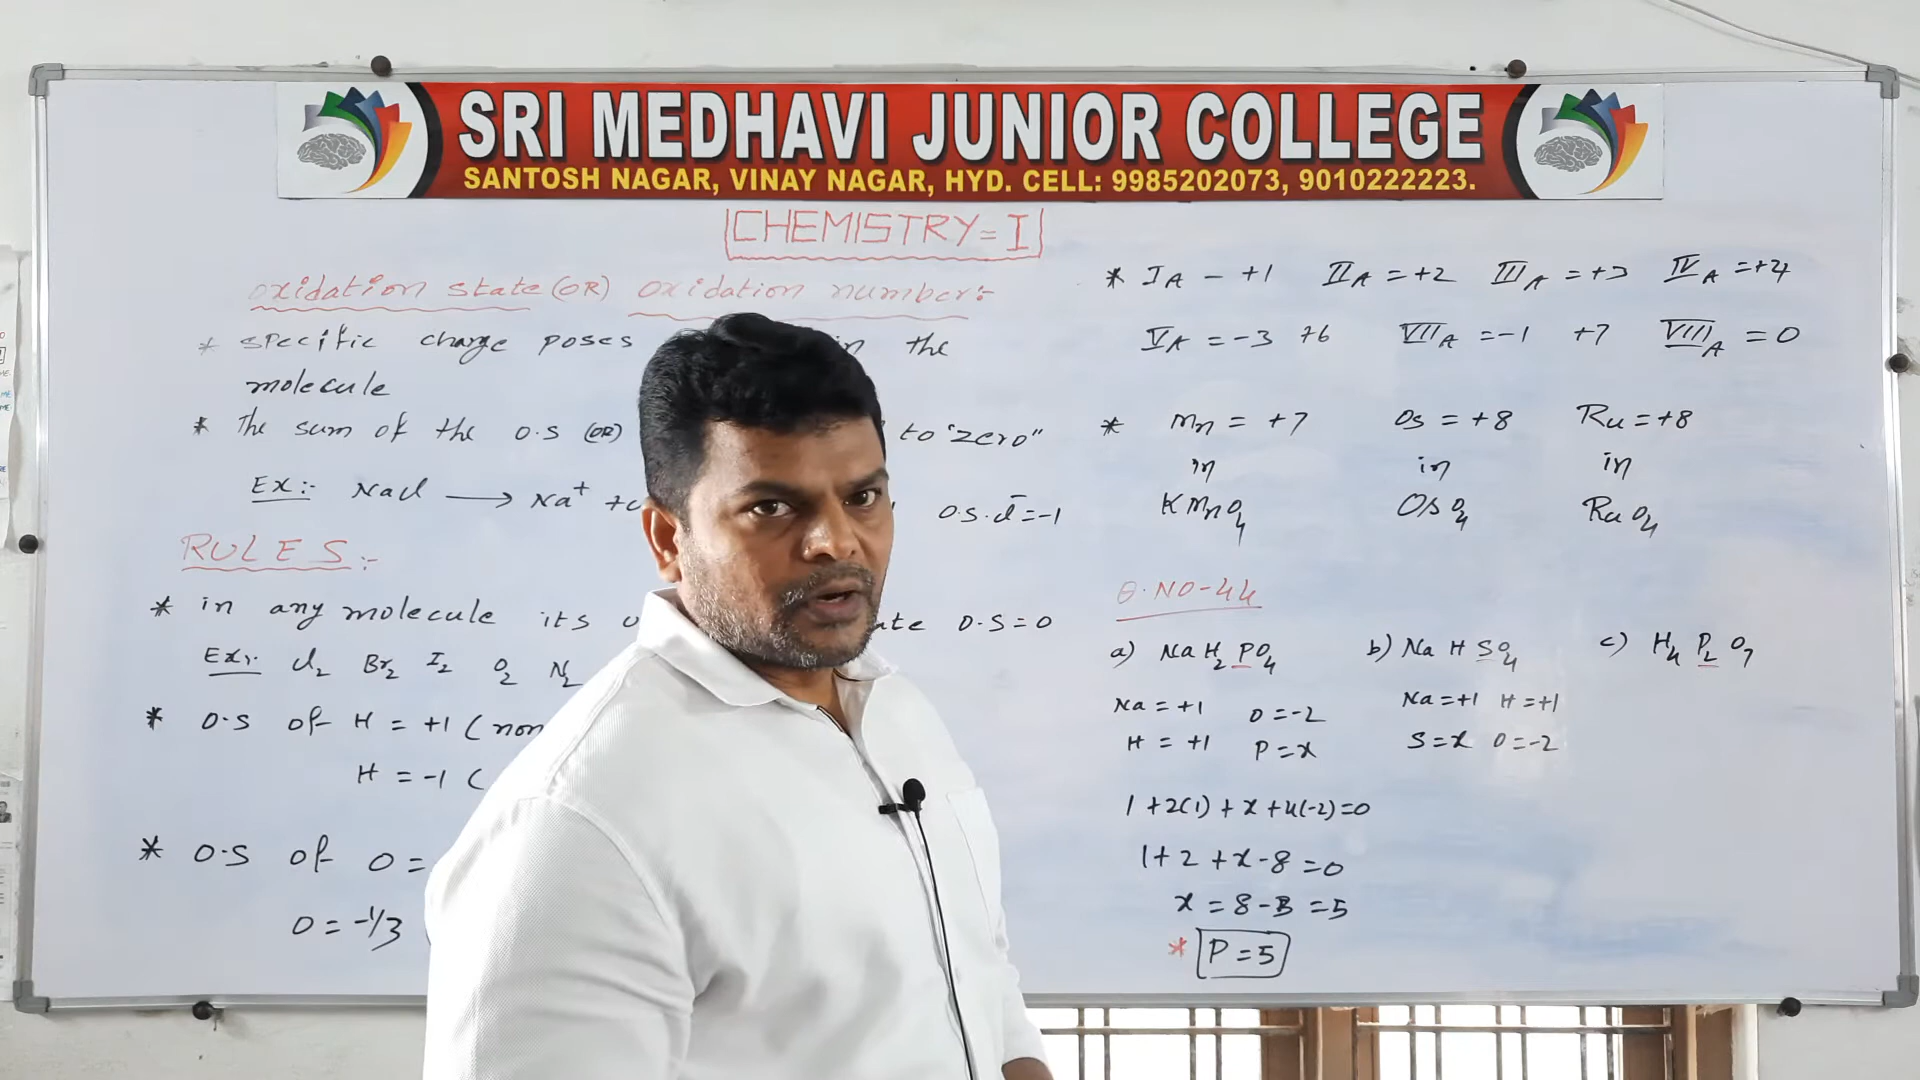 SRI MEDHAVI JUNIOR COLLEGE
SANTOSH NAGAR, VINAY NAGAR, HYD. CELL: 9985202073, 9010222223.
CHEMISTRY=I
oxidation state (OR) oxidation number:-
* specific charge poses in the
molecule
* The sum of the O.S (OR) to "zero"
Ex:- NaCl ⟶ Na⁺ + O.S.Cl⁻=-1
RULES:-
* in any molecule its O.S=0
Ex:- Cl₂ Br₂ I₂ O₂ N₂
* O.S of H = +1 (non
H = -1 (
* O.S of O =
O = -1/3
* IA - +1 IIA = +2 IIIA = +3 IVA = +4
VA = -3 +6 VIIA = -1 +7 VIIIA = 0
* Mn = +7 Os = +8 Ru = +8
in in in
KMnO₄ OsO₄ RuO₄
Q.NO-44
a) NaH₂PO₄ b) NaHSO₄ c) H₄P₂O₇
Na = +1 O = -2 Na = +1 H = +1
H = +1 P = x S = x O = -2
1 + 2(1) + x + 4(-2) = 0
1 + 2 + x - 8 = 0
x = 8 - 3 = 5
* P = 5